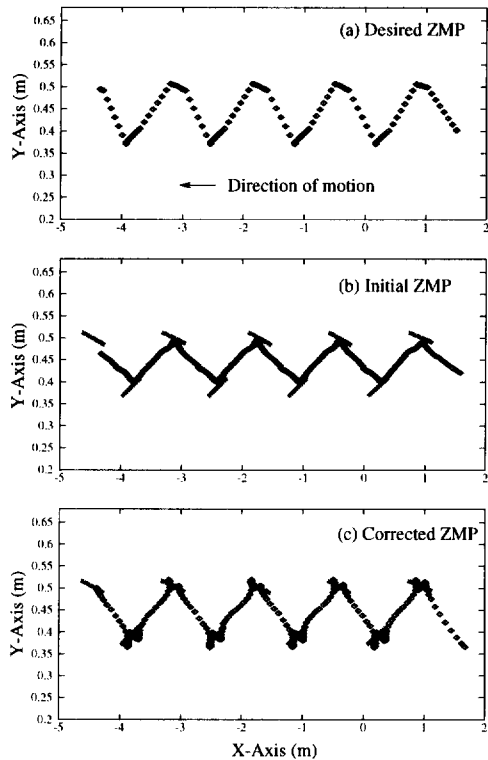 0.65
(a) Desired ZMP
0.6
0.55
0.5
0.45
0.4
0.35
0.3
0.25
0.2
Y-Axis (m)
Direction of motion
-5 -4 -3 -2 -1 0 1 2
0.65
(b) Initial ZMP
0.6
0.55
0.5
0.45
0.4
0.35
0.3
0.25
0.2
Y-Axis (m)
-5 -4 -3 -2 -1 0 1 2
0.65
(c) Corrected ZMP
0.6
0.55
0.5
0.45
0.4
0.35
0.3
0.25
0.2
Y-Axis (m)
-5 -4 -3 -2 -1 0 1 2
X-Axis (m)